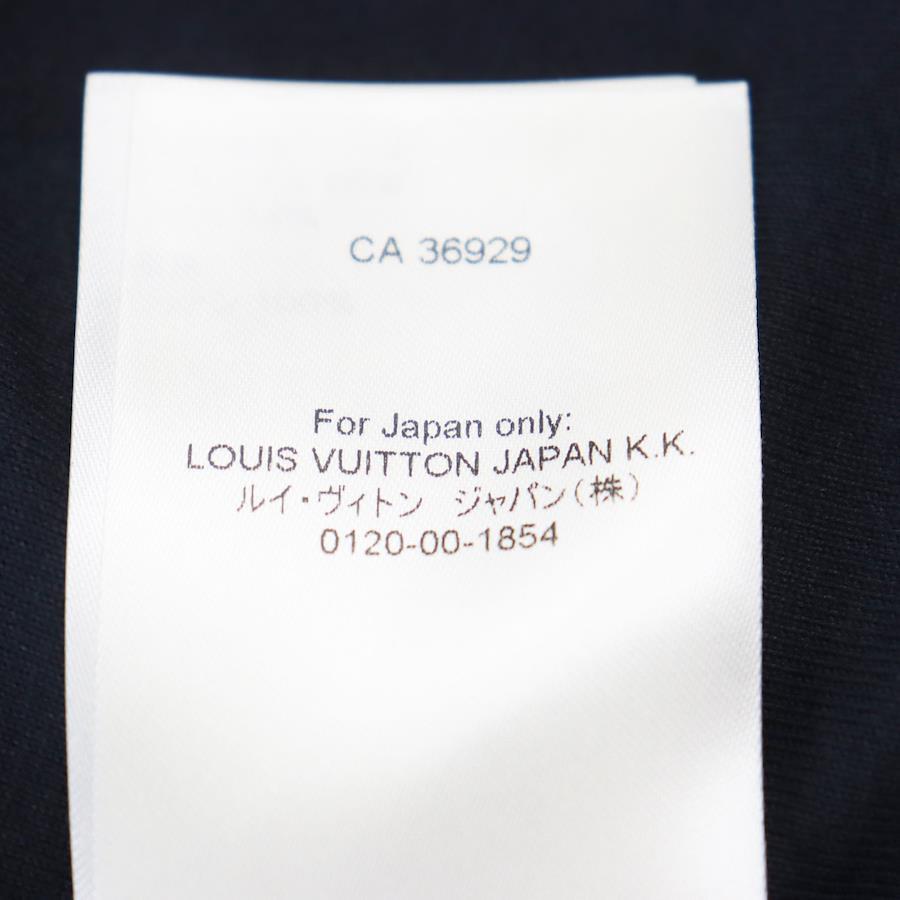 CA 36929
For Japan only:
LOUIS VUITTON JAPAN K.K.
ルイ・ヴィトン　ジャパン(株)
0120-00-1854